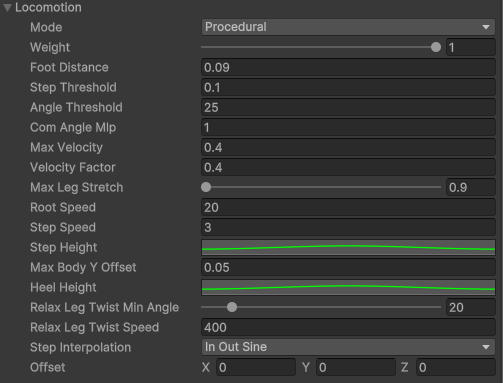 Locomotion
Mode Procedural
Weight 1
Foot Distance 0.09
Step Threshold 0.1
Angle Threshold 25
Com Angle Mlp 1
Max Velocity 0.4
Velocity Factor 0.4
Max Leg Stretch 0.9
Root Speed 20
Step Speed 3
Step Height
Max Body Y Offset 0.05
Heel Height
Relax Leg Twist Min Angle 20
Relax Leg Twist Speed 400
Step Interpolation In Out Sine
Offset X 0 Y 0 Z 0